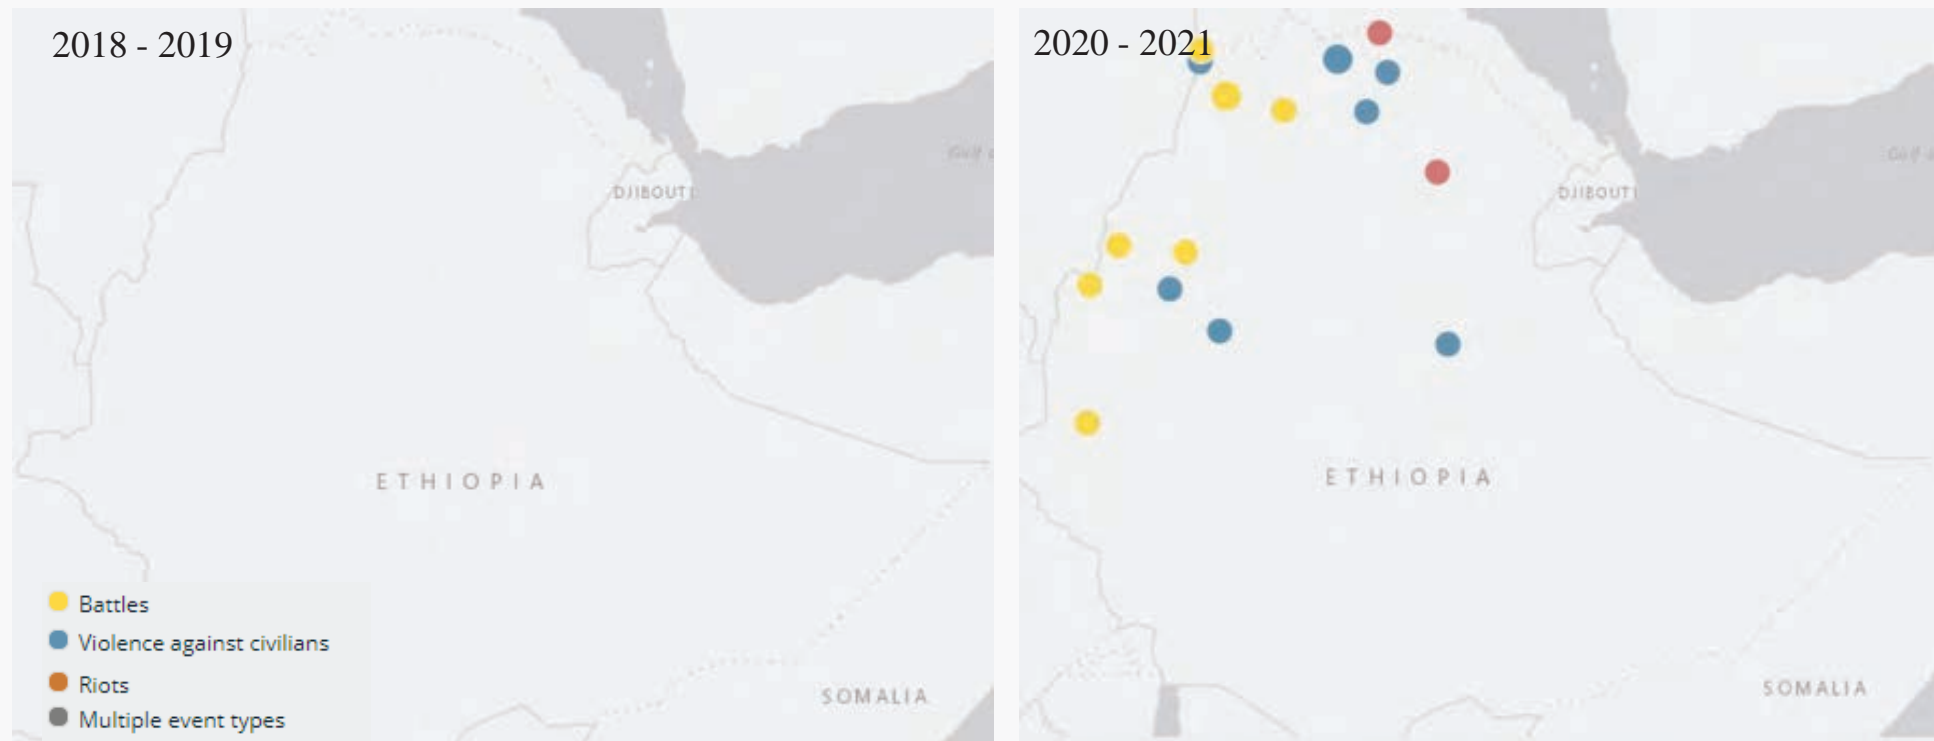 2018 - 2019
DJIBOUTI
ETHIOPIA
Battles
Violence against civilians
Riots
Multiple event types
SOMALIA
2020 - 2021
DJIBOUTI
ETHIOPIA
SOMALIA